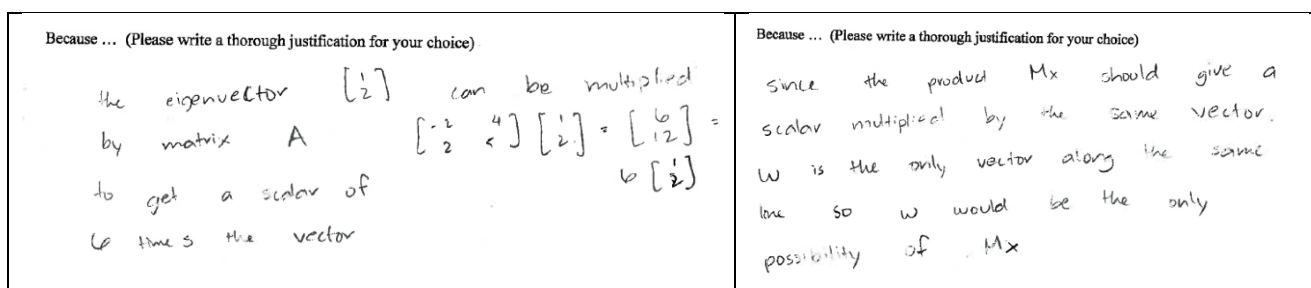 Because ... (Please write a thorough justification for your choice)
the eigenvector [1 2] can be multiplied
by matrix A [-2 4 2 5] [1 2] = [6 12] =
to get a scalar of 6 [1 2]
6 times the vector
Because ... (Please write a thorough justification for your choice)
since the product Mx should give a
scalar multiplied by the same vector.
w is the only vector along the same
line so w would be the only
possibility of Mx